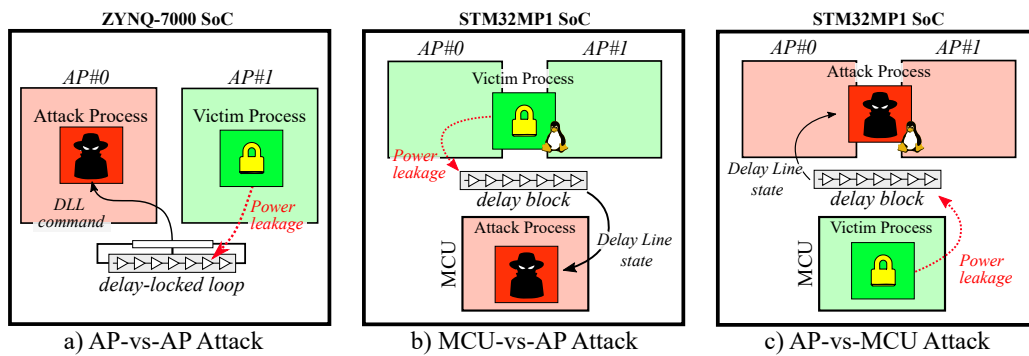 ZYNQ-7000 SoC
AP#0
AP#1
Attack Process
Victim Process
DLL
command
Power
leakage
delay-locked loop
a) AP-vs-AP Attack
STM32MP1 SoC
AP#0
AP#1
Victim Process
Power
leakage
delay block
Attack Process
MCU
Delay Line
state
b) MCU-vs-AP Attack
STM32MP1 SoC
AP#0
AP#1
Attack Process
Delay Line
state
delay block
Victim Process
MCU
Power
leakage
c) AP-vs-MCU Attack